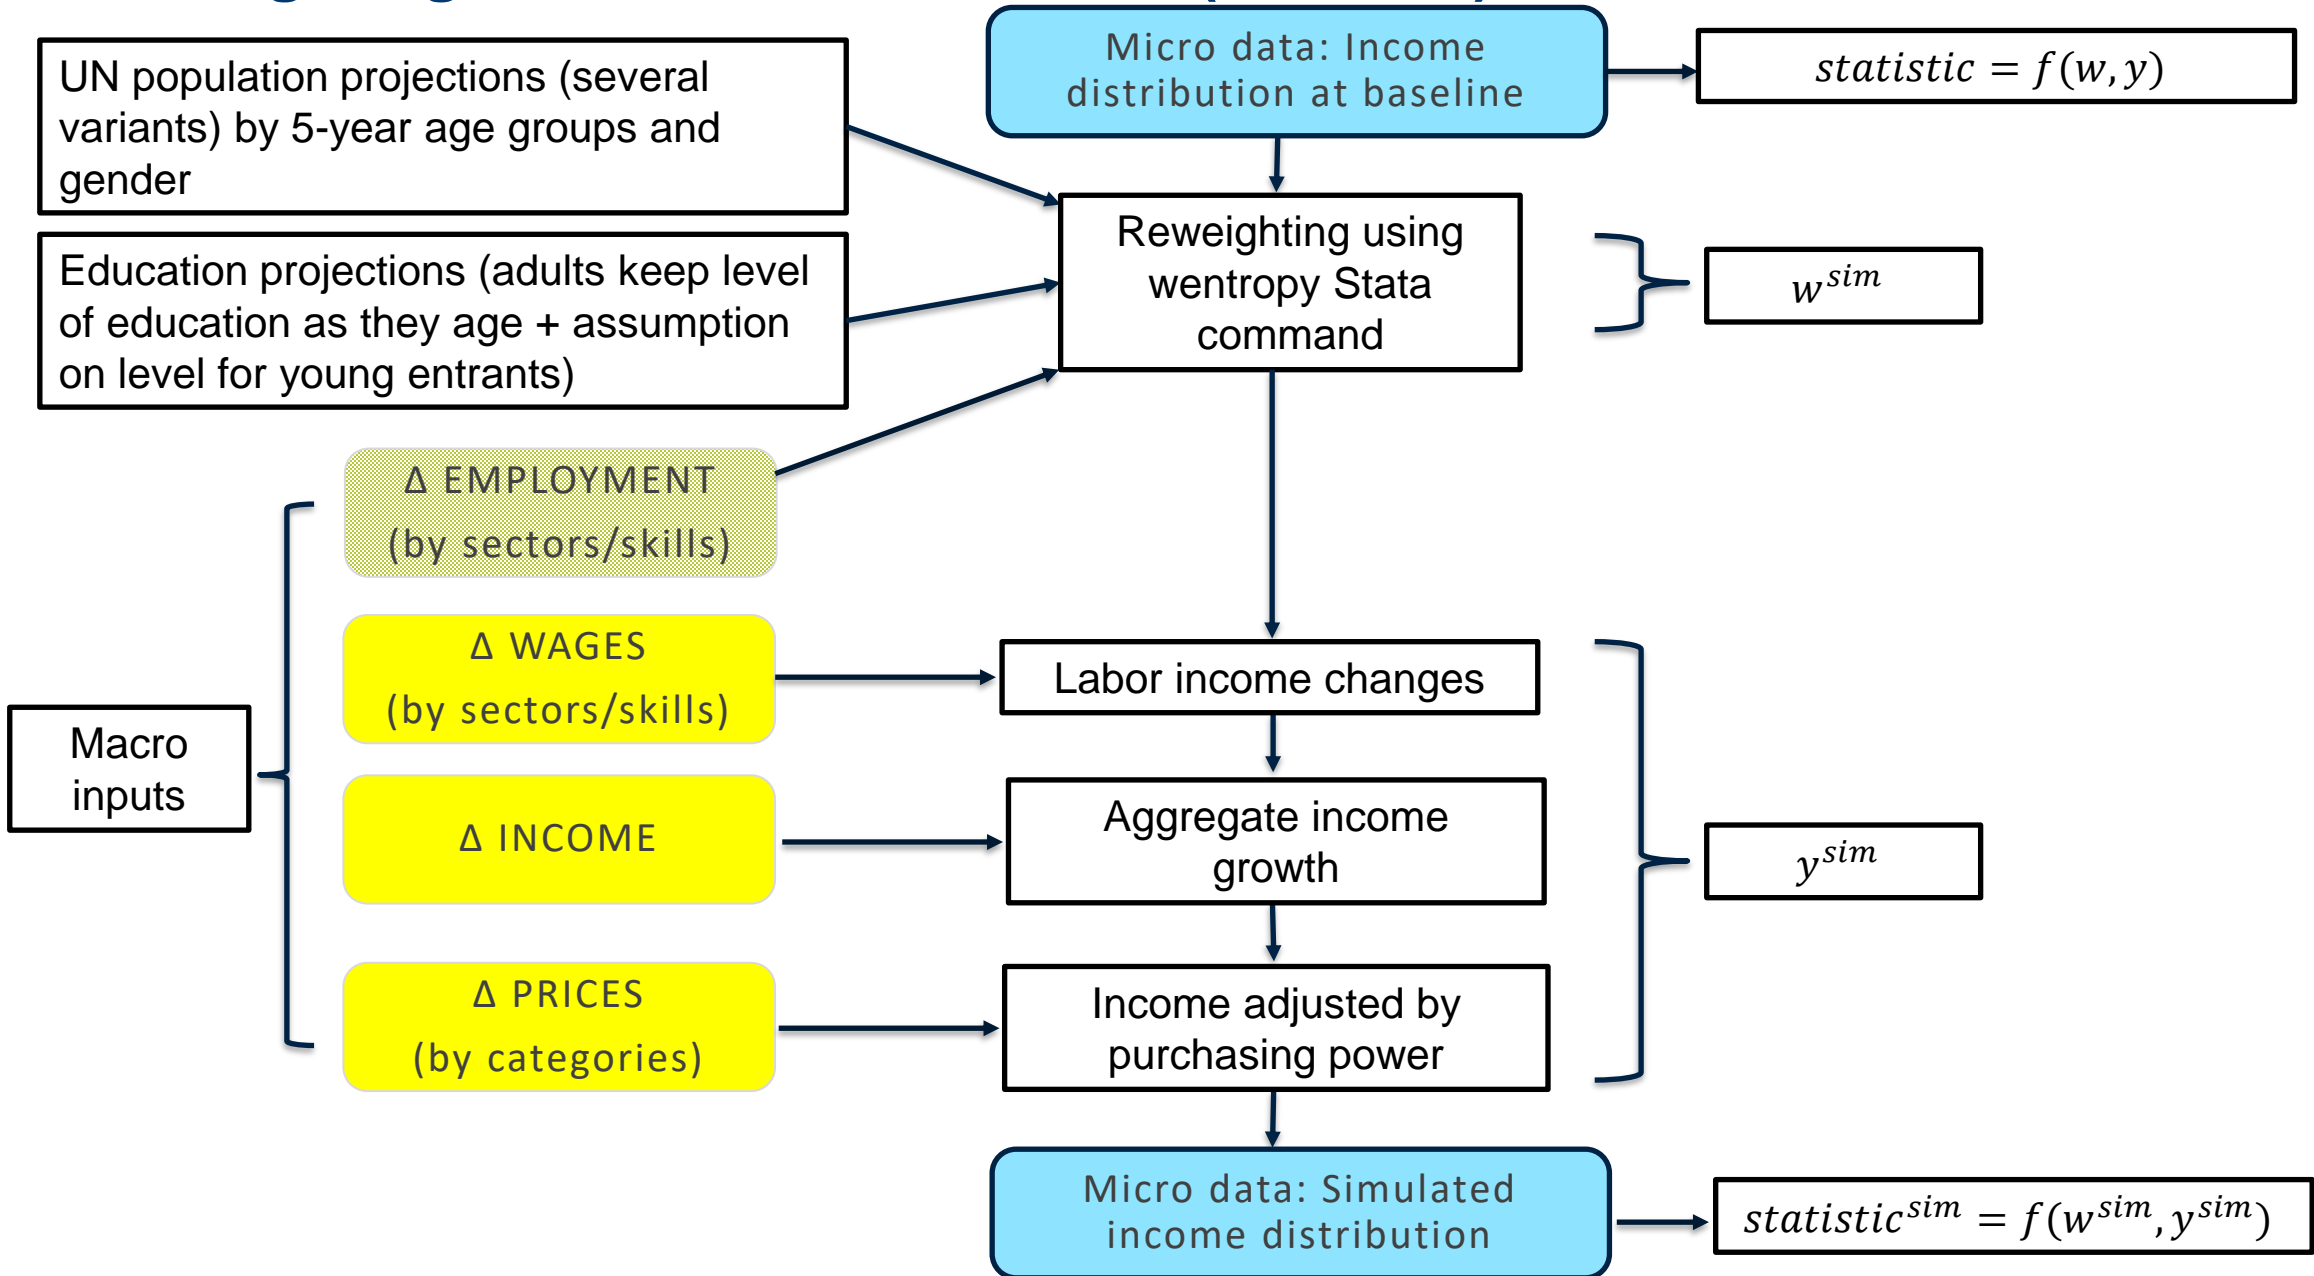 UN population projections (several
variants) by 5-year age groups and
gender
Micro data: Income
distribution at baseline
statistic = f(w, y)
Education projections (adults keep level
of education as they age + assumption
on level for young entrants)
Reweighting using
wentropy Stata
command
w^sim
Δ EMPLOYMENT
(by sectors/skills)
Δ WAGES
(by sectors/skills)
Labor income changes
Macro
inputs
Δ INCOME
Aggregate income
growth
y^sim
Δ PRICES
(by categories)
Income adjusted by
purchasing power
Micro data: Simulated
income distribution
statistic^sim = f(w^sim, y^sim)